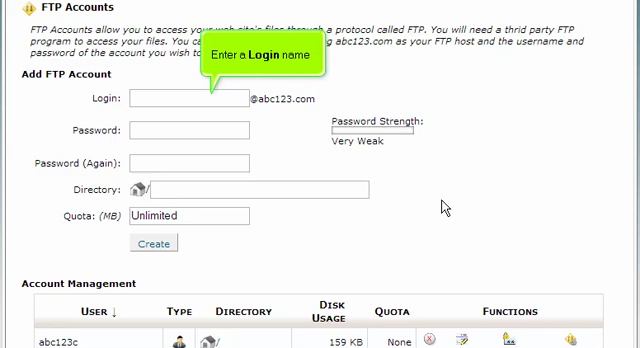 FTP Accounts
FTP Accounts allow you to access your web site's files through a protocol called FTP. You will need a third party FTP
program to access your files. You ca ng abc123.com as your FTP host and the username and
password of the account you wish to
Enter a Login name
Add FTP Account
Login: @abc123.com
Password: Password Strength:
Very Weak
Password (Again):
Directory: /
Quota: (MB) Unlimited
Create
Account Management
USER ↓ TYPE DIRECTORY DISK USAGE QUOTA FUNCTIONS
abc123c / 159 KB None